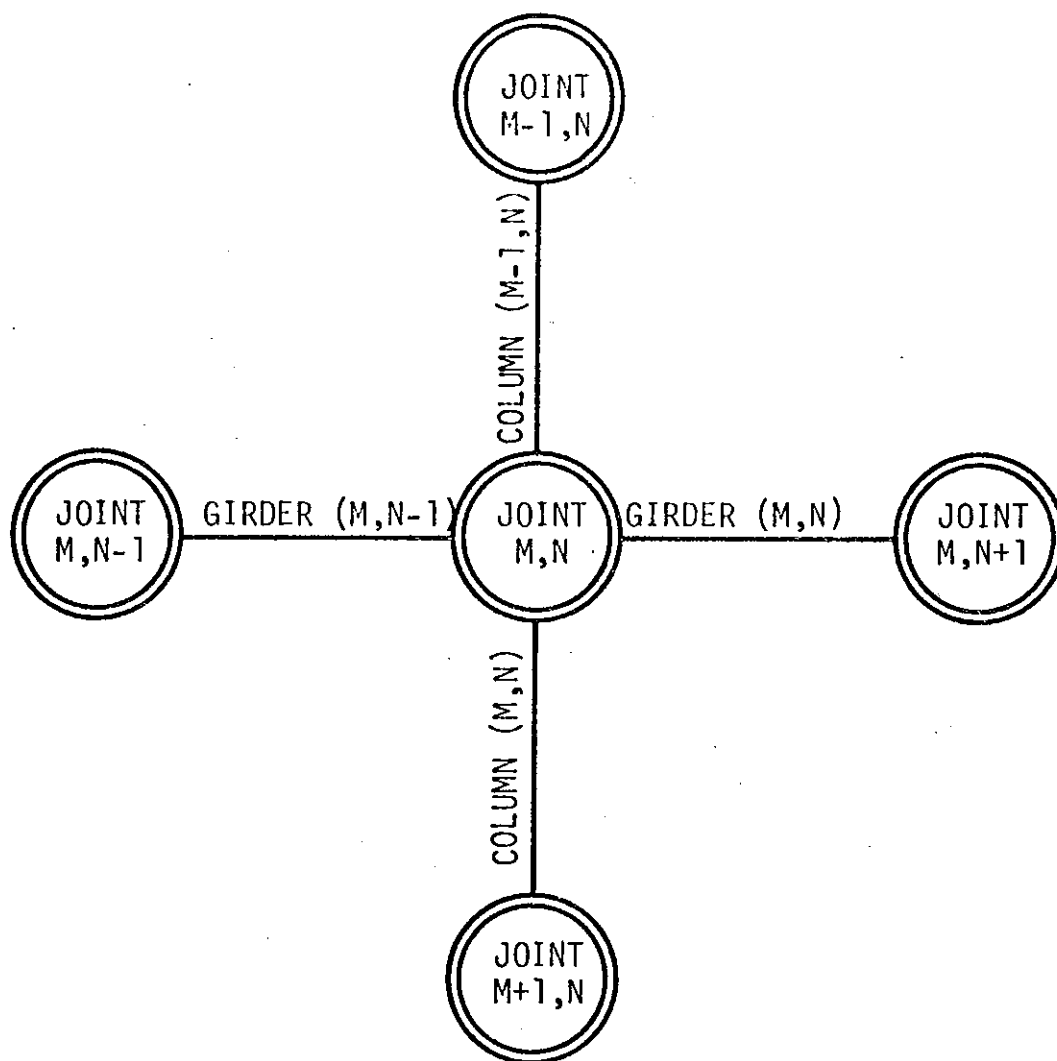 JOINT
M-1,N
COLUMN (M-1,N)
JOINT
M,N-1
GIRDER (M,N-1)
JOINT
M,N
GIRDER (M,N)
JOINT
M,N+1
COLUMN (M,N)
JOINT
M+1,N